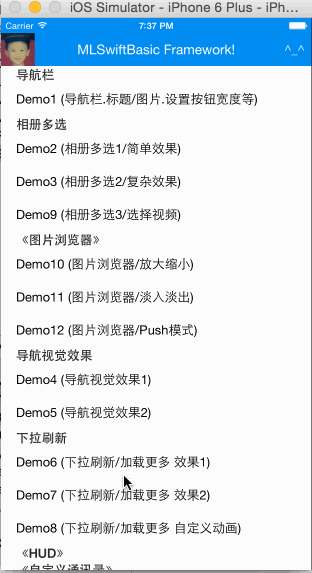 iOS Simulator - iPhone 6 Plus - iPh...
Carrier 7:37 PM
MLSwiftBasic Framework! ^_^
导航栏
Demo1 (导航栏.标题/图片.设置按钮宽度等)
相册多选
Demo2 (相册多选1/简单效果)
Demo3 (相册多选2/复杂效果)
Demo9 (相册多选3/选择视频)
《图片浏览器》
Demo10 (图片浏览器/放大缩小)
Demo11 (图片浏览器/淡入淡出)
Demo12 (图片浏览器/Push模式)
导航视觉效果
Demo4 (导航视觉效果1)
Demo5 (导航视觉效果2)
下拉刷新
Demo6 (下拉刷新/加载更多 效果1)
Demo7 (下拉刷新/加载更多 效果2)
Demo8 (下拉刷新/加载更多 自定义动画)
《HUD》
《自定义通讯录》